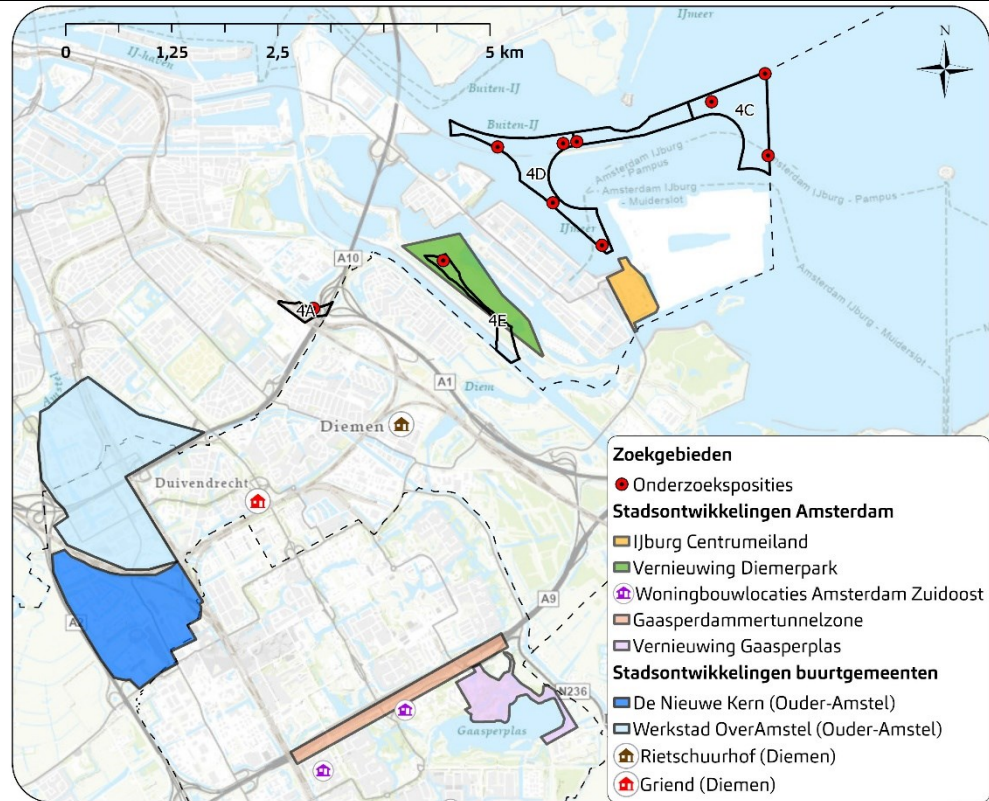 IJmeer
N
0 1,25 2,5 5 km
IJ-haven
Buiten-IJ
Buiten-IJ
4C
Amsterdam IJburg
- Pampus
Amsterdam IJburg - Pampus
Amsterdam IJburg
- Muiderslot
4D
IJmeer
A10
4A
4E
Amsterdam IJburg - Muiderslot
A1
Diem
Diemen
Duivendrecht
A9
N236
Gaasperplas
Zoekgebieden
Onderzoeksposities
Stadsontwikkelingen Amsterdam
IJburg Centrumeiland
Vernieuwing Diemerpark
Woningbouwlocaties Amsterdam Zuidoost
Gaasperdammertunnelzone
Vernieuwing Gaasperplas
Stadsontwikkelingen buurtgemeenten
De Nieuwe Kern (Ouder-Amstel)
Werkstad OverAmstel (Ouder-Amstel)
Rietschuurhof (Diemen)
Griend (Diemen)